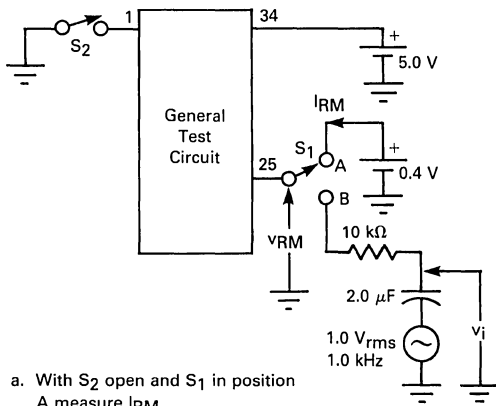 1
34
S2
+
5.0 V
General
Test
Circuit
IRM
S1
A
+
0.4 V
25
B
10 kΩ
VRM
2.0 μF
vi
1.0 Vrms
1.0 kHz
a. With S2 open and S1 in position
A measure IRM